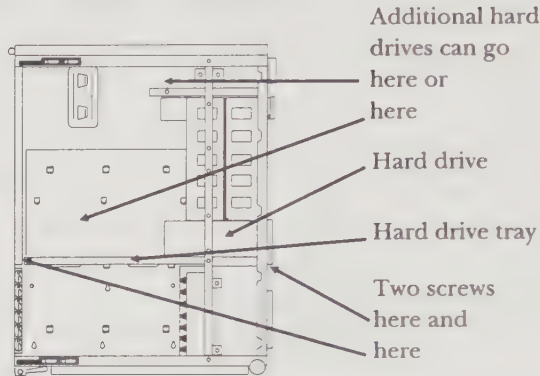 Additional hard
drives can go
here or
here
Hard drive
Hard drive tray
Two screws
here and
here